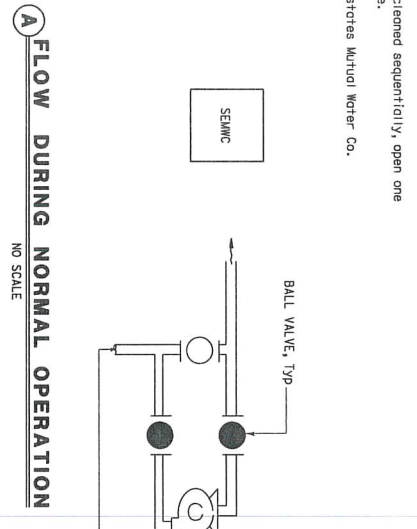 cleaned sequentially, open one
e.
states Mutual Water Co.
SEMWC
BALL VALVE, Typ
C
A FLOW DURING NORMAL OPERATION
NO SCALE